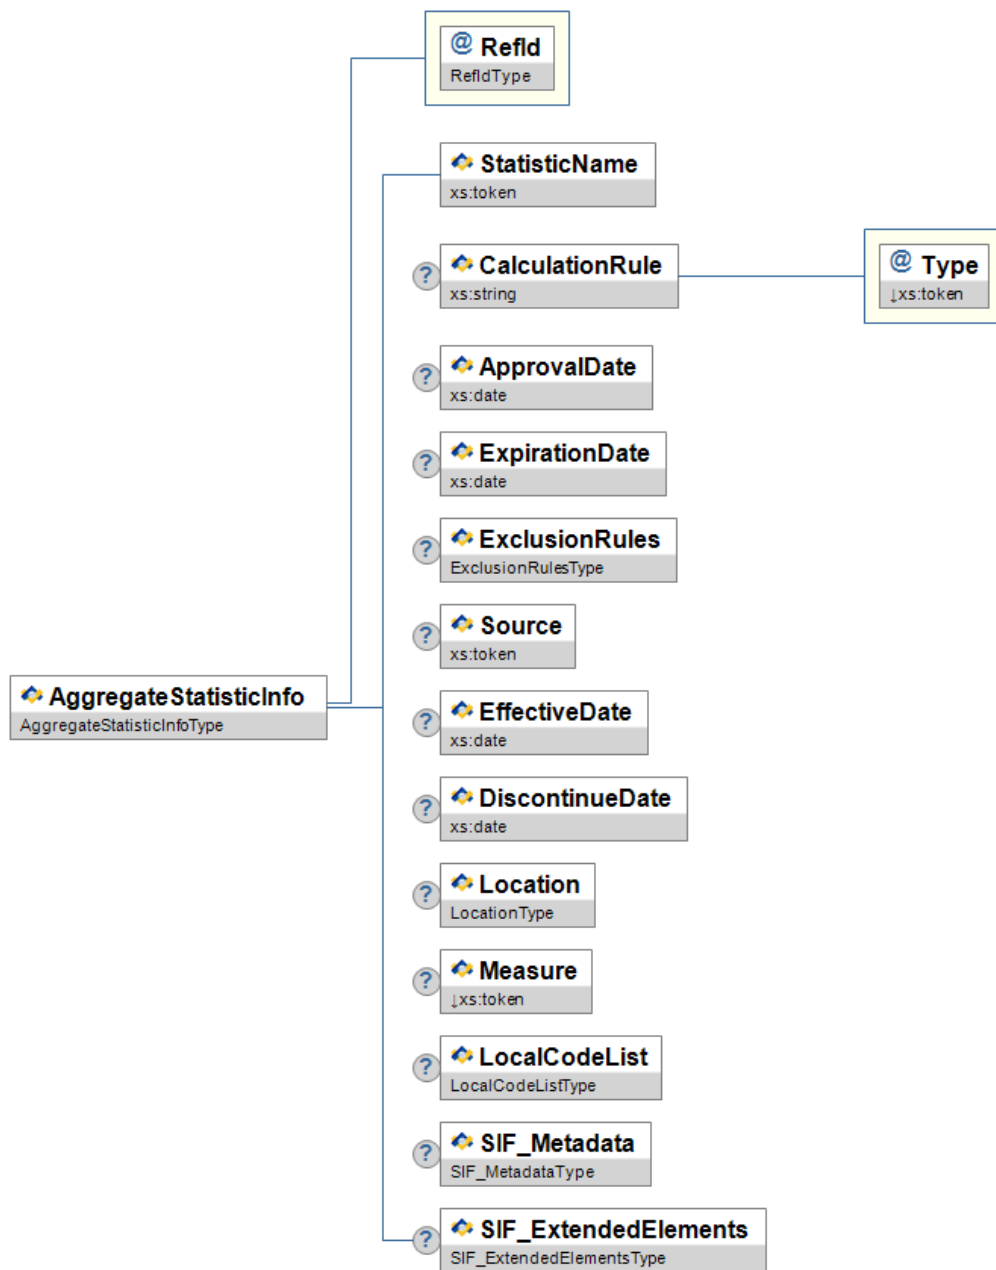 @ RefId
RefIdType
StatisticName
xs:token
? CalculationRule
xs:string
@ Type
↓xs:token
? ApprovalDate
xs:date
? ExpirationDate
xs:date
? ExclusionRules
ExclusionRulesType
? Source
xs:token
AggregateStatisticInfo
AggregateStatisticInfoType
? EffectiveDate
xs:date
? DiscontinueDate
xs:date
? Location
LocationType
? Measure
↓xs:token
? LocalCodeList
LocalCodeListType
? SIF_Metadata
SIF_MetadataType
? SIF_ExtendedElements
SIF_ExtendedElementsType